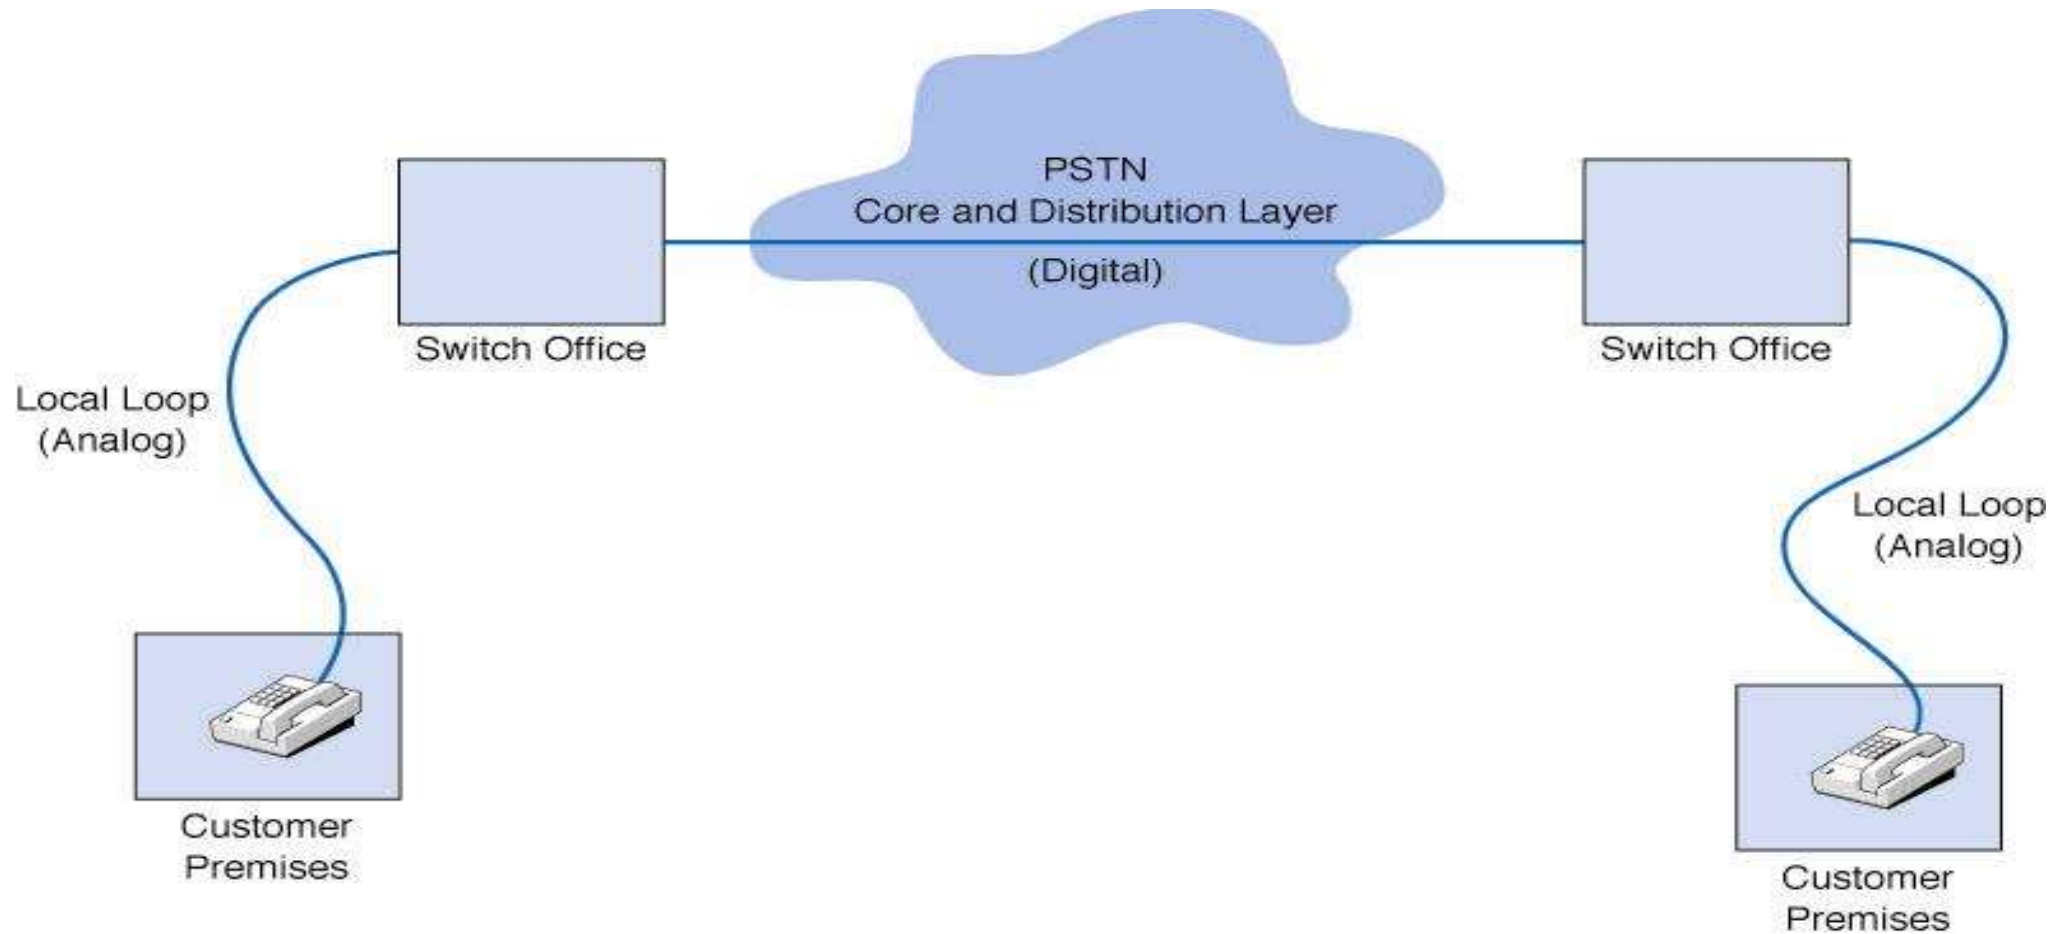 PSTN
Core and Distribution Layer
(Digital)
Switch Office
Switch Office
Local Loop
(Analog)
Local Loop
(Analog)
Customer
Premises
Customer
Premises